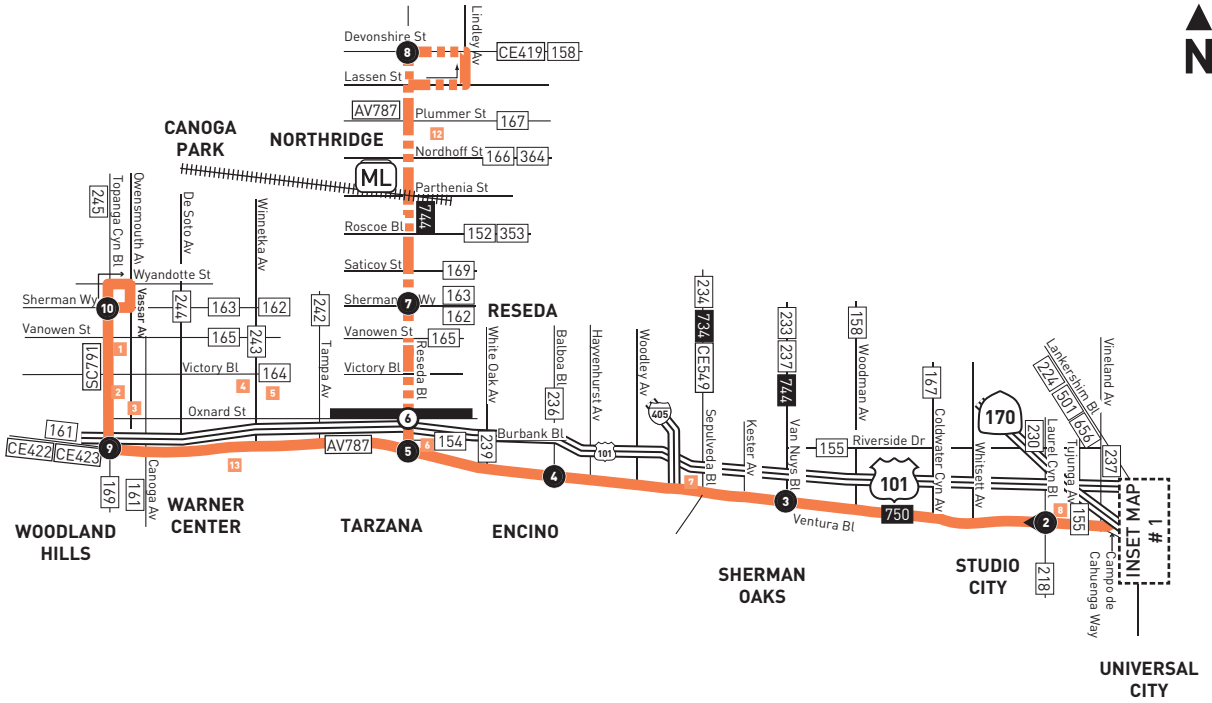 N
Devonshire St
8
Lindley Av
CE419
158
Lassen St
AV787
Plummer St
167
12
CANOGA
PARK
NORTHRIDGE
Nordhoff St
166
364
ML
Parthenia St
744
Roscoe Bl
152
353
Saticoy St
169
Sherman Wy
7
163
162
RESEDA
Vanowen St
165
Victory Bl
Reseda Bl
6
245
Topanga Cyn Bl
Owensmouth Av
De Soto Av
Winnetka Av
Wyandotte St
Sherman Wy
10
Vassar Av
244
163
162
242
Vanowen St
165
243
1
SC791
Victory Bl
164
2
3
4
5
Tampa Av
Oxnard St
161
CE422
CE423
9
13
AV787
5
6
154
239
White Oak Av
Balboa Bl
236
Hayvenhurst Av
Woodley Av
Burbank Bl
101
405
4
169
161
Canoga Av
WOODLAND
HILLS
WARNER
CENTER
TARZANA
ENCINO
234
734
CE549
Sepulveda Bl
7
Kester Av
233
237
744
Van Nuys Bl
3
158
Woodman Av
155
Riverside Dr
101
750
Ventura Bl
167
Coldwater Cyn Av
Whitsett Av
170
230
Laurel Cyn Bl
2
218
8
Tujunga Av
155
Lankershim Bl
224
501
656
Vineland Av
237
INSET MAP
# 1
Campo de
Cahuenga Way
SHERMAN
OAKS
STUDIO
CITY
UNIVERSAL
CITY